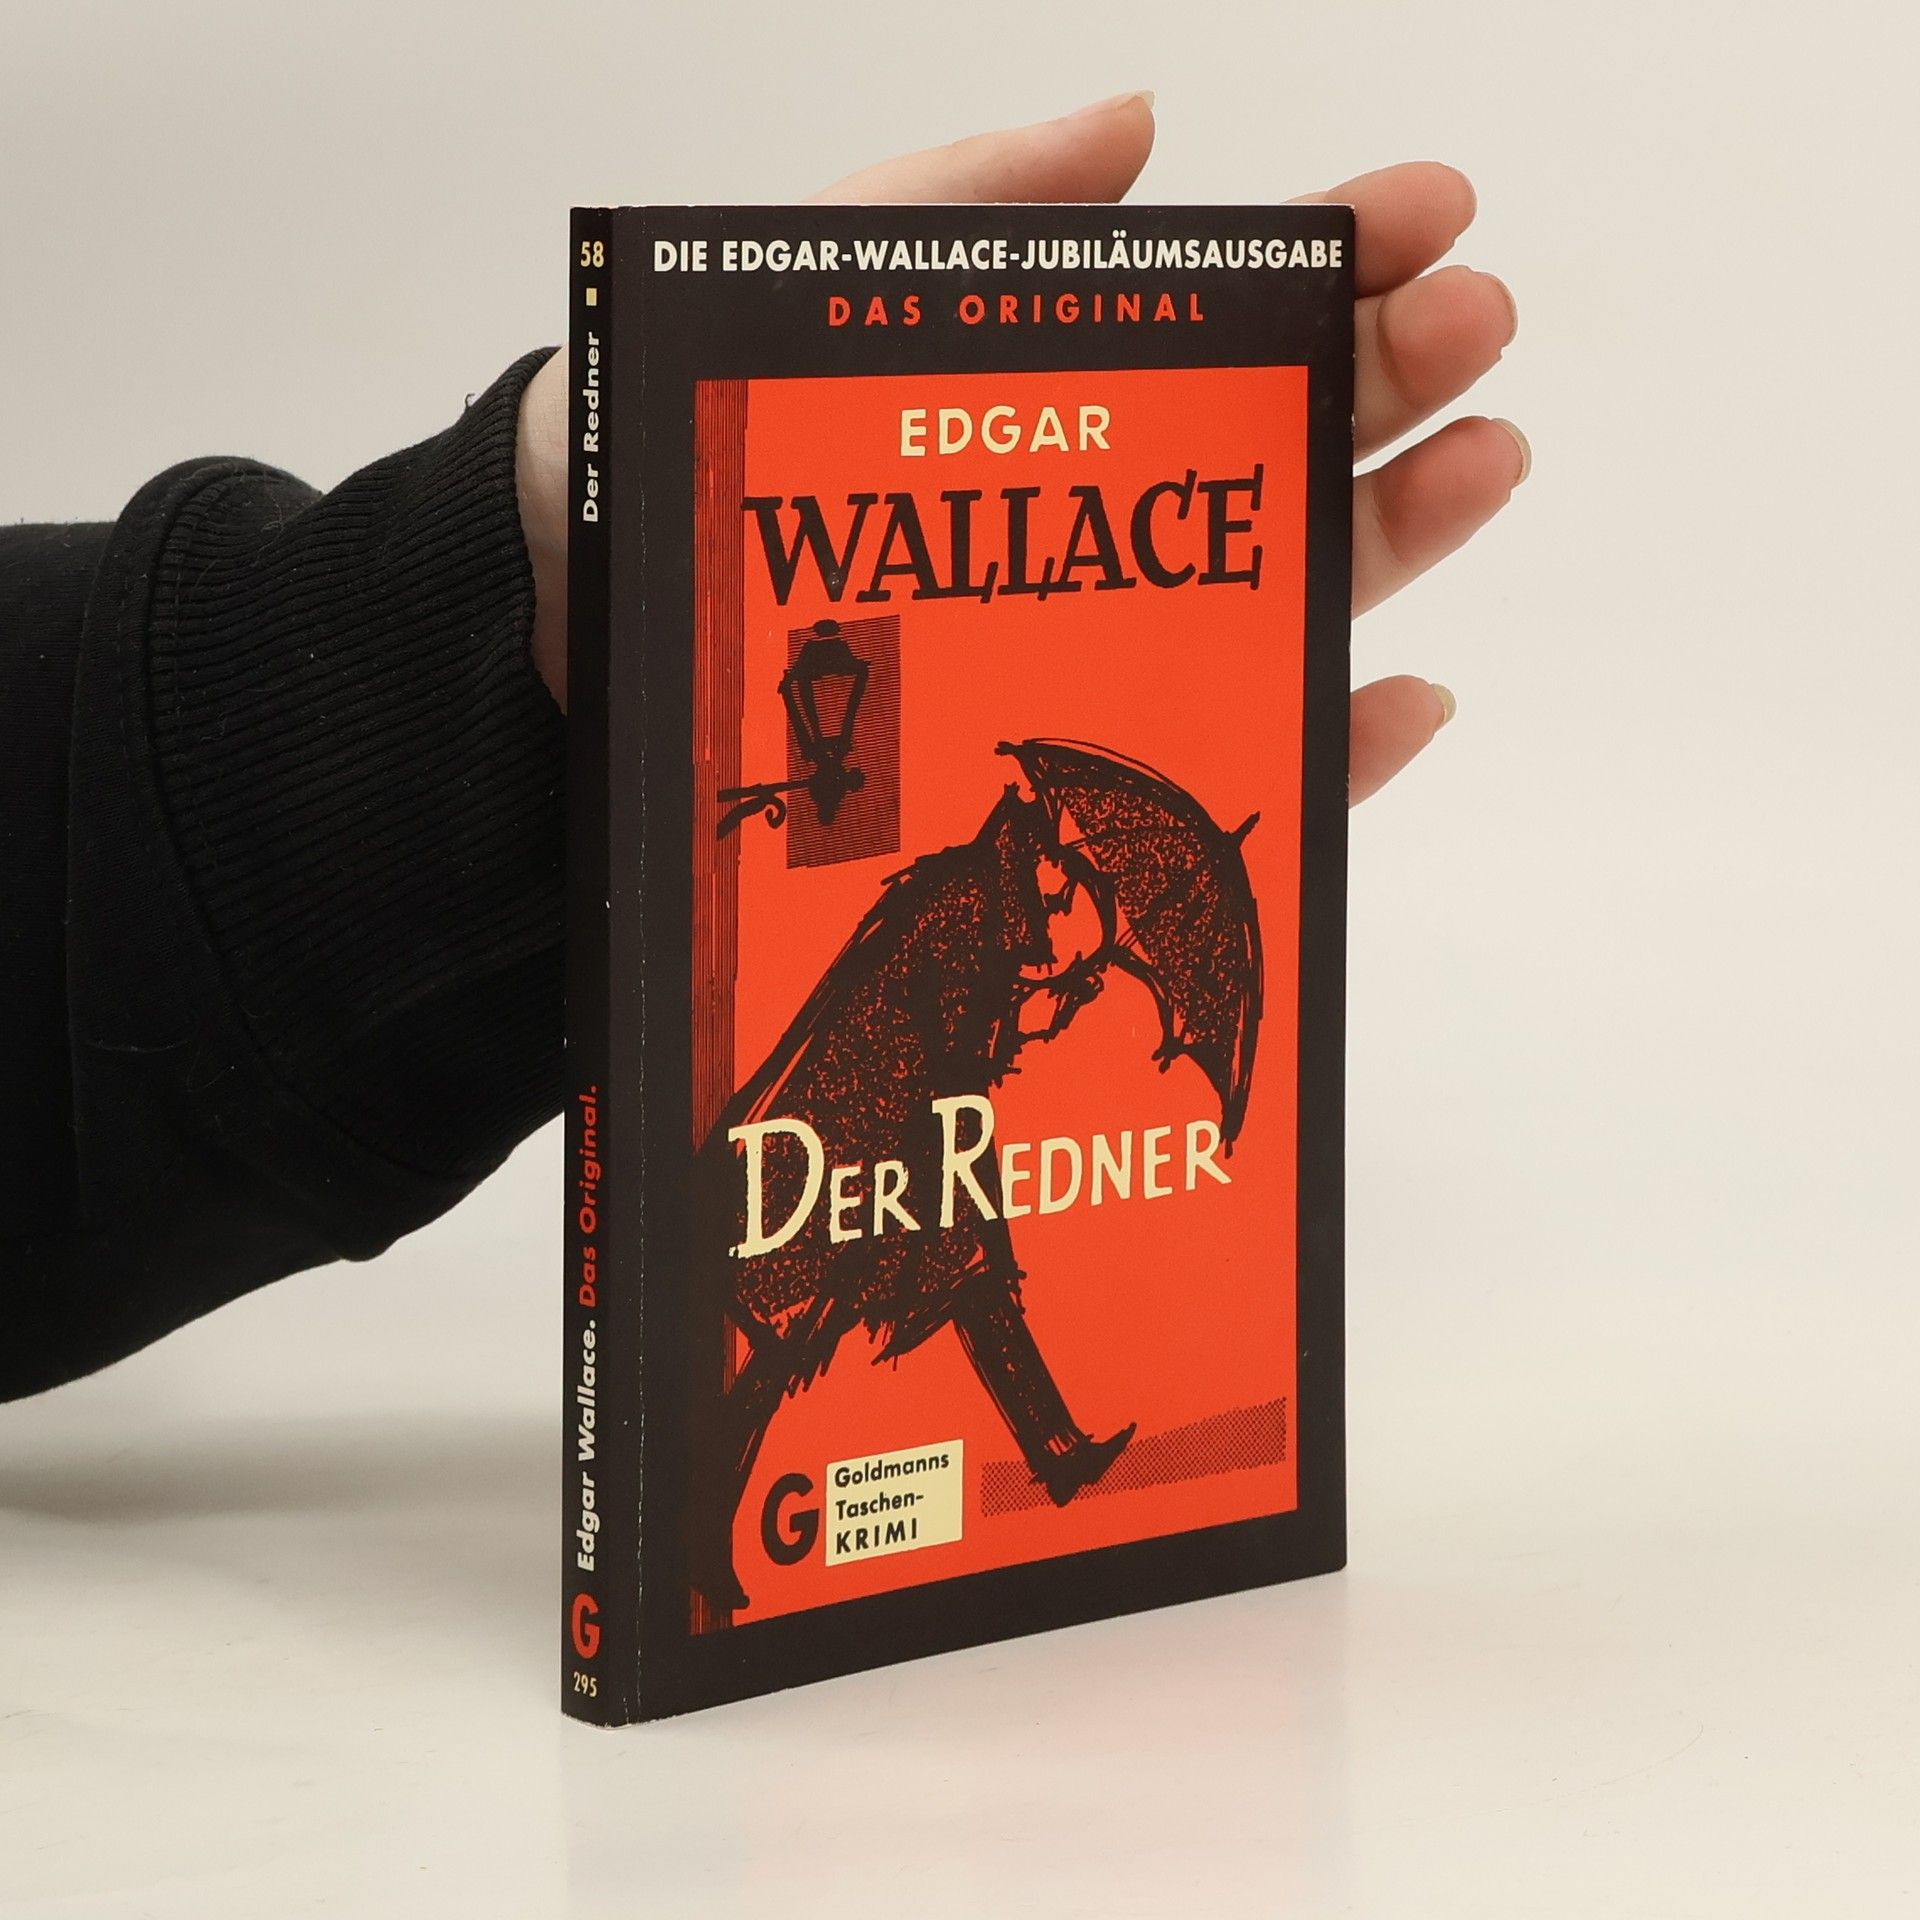 58 ■ Der Redner
Edgar Wallace. Das Original.
G
295
DIE EDGAR-WALLACE-JUBILÄUMSAUSGABE
DAS ORIGINAL
EDGAR
WALLACE
DER REDNER
G
Goldmanns
Taschen-
KRIMI